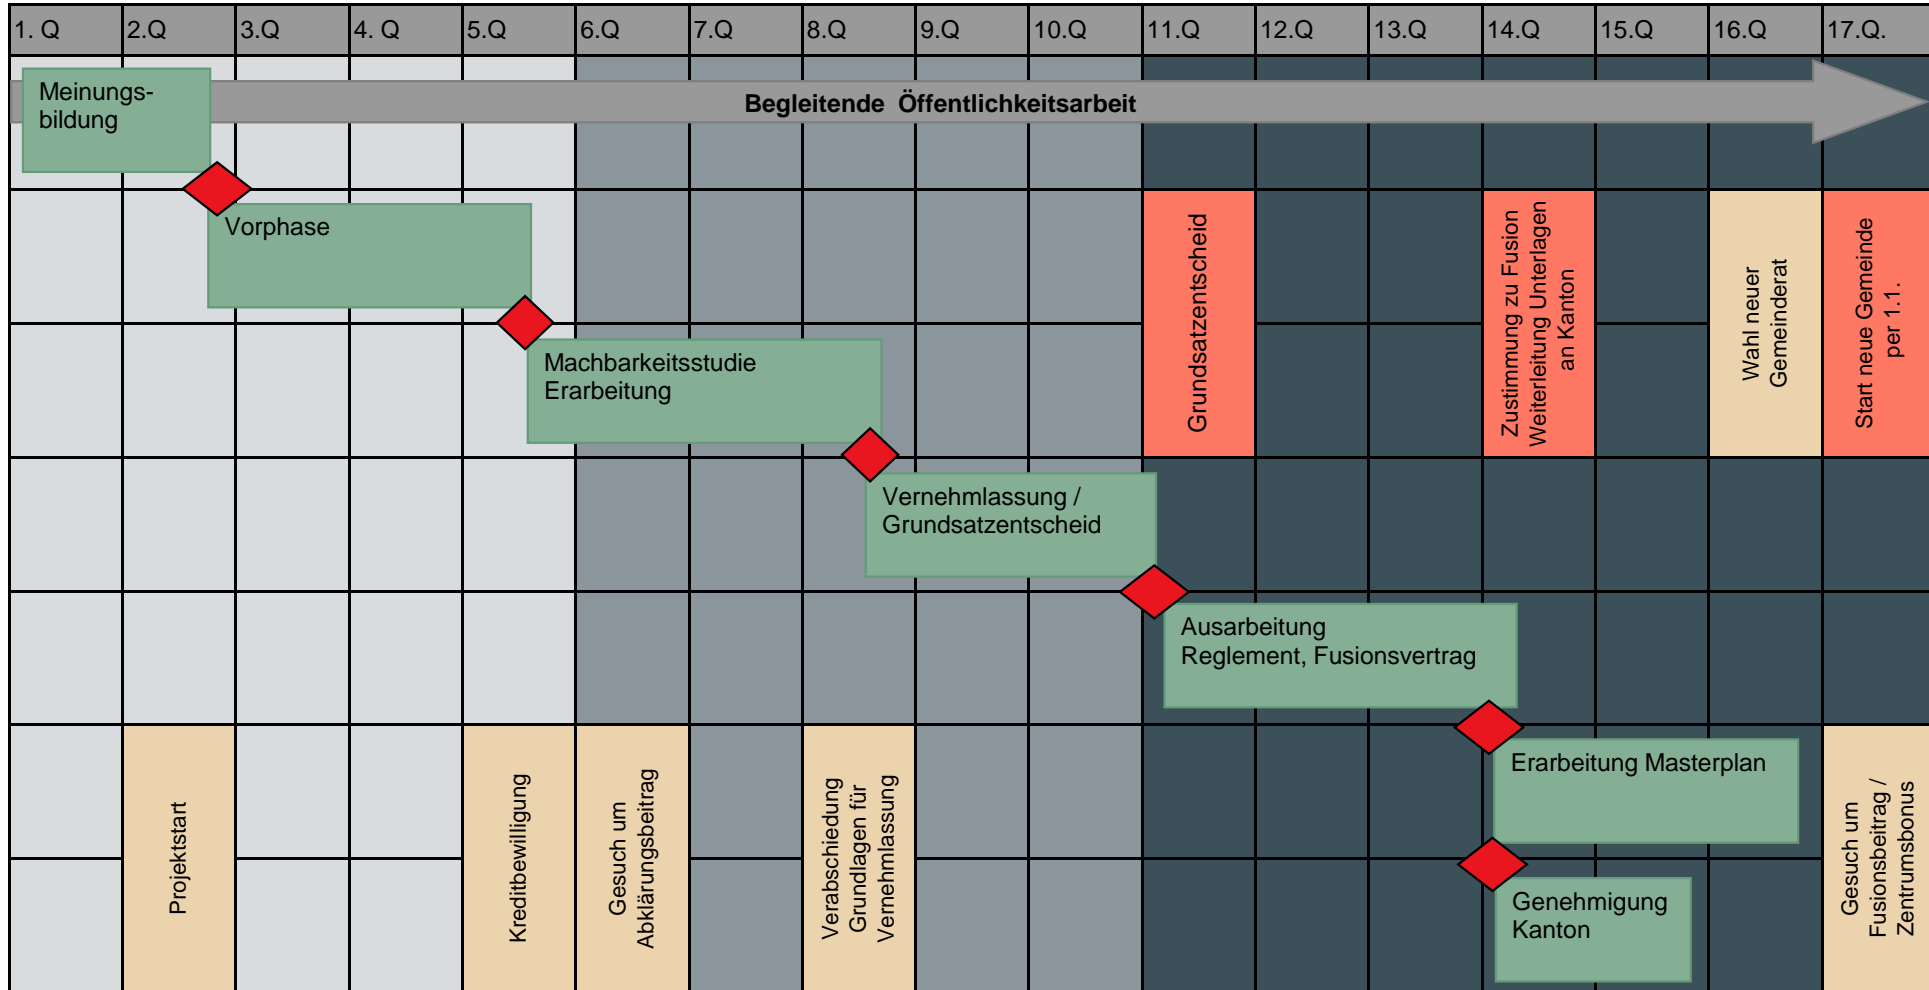 1. Q
2.Q
3.Q
4. Q
5.Q
6.Q
7.Q
8.Q
9.Q
10.Q
11.Q
12.Q
13.Q
14.Q
15.Q
16.Q
17.Q.
Meinungs-
bildung
Begleitende Öffentlichkeitsarbeit
Vorphase
Machbarkeitsstudie
Erarbeitung
Grundsatzentscheid
Zustimmung zu Fusion
Weiterleitung Unterlagen
an Kanton
Wahl neuer
Gemeinderat
Start neue Gemeinde
per 1.1.
Vernehmlassung /
Grundsatzentscheid
Ausarbeitung
Reglement, Fusionsvertrag
Projektstart
Kreditbewilligung
Gesuch um
Abklärungsbeitrag
Verabschiedung
Grundlagen für
Vernehmlassung
Erarbeitung Masterplan
Genehmigung
Kanton
Gesuch um
Fusionsbeitrag /
Zentrumsbonus